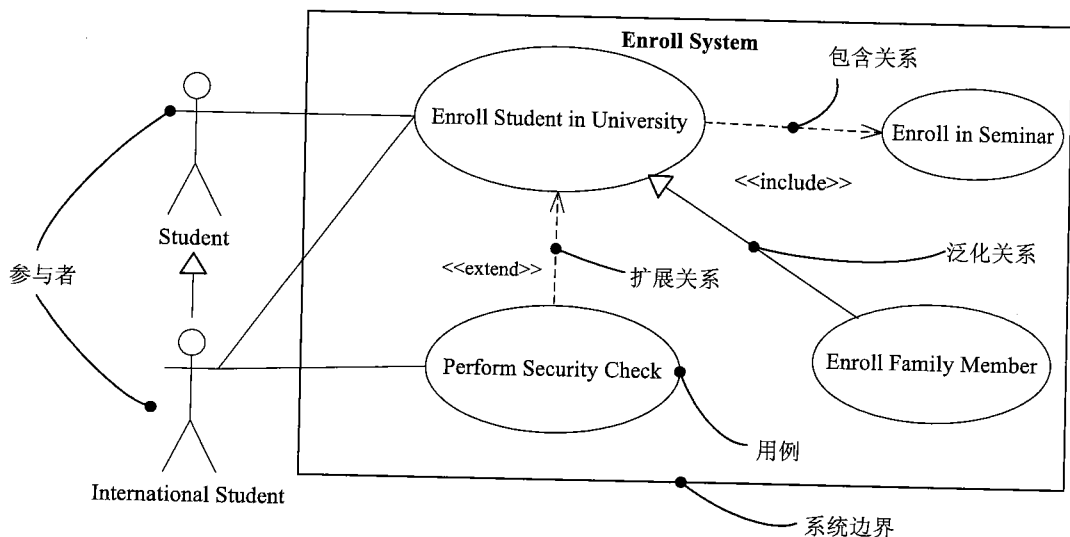 Enroll System
包含关系
Enroll Student in University
Enroll in Seminar
<<include>>
Student
参与者
<<extend>>
扩展关系
泛化关系
Perform Security Check
Enroll Family Member
用例
International Student
系统边界